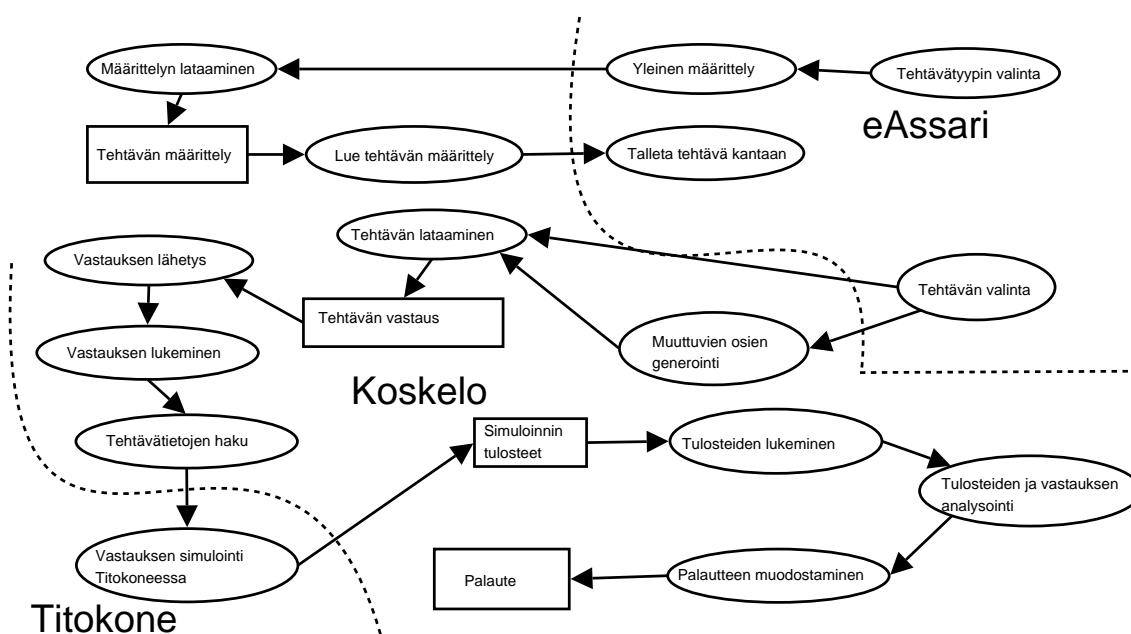 Määrittelyn lataaminen
Yleinen määrittely
Tehtävätyypin valinta
eAssari
Tehtävän määrittely
Lue tehtävän määrittely
Talleta tehtävä kantaan
Tehtävän lataaminen
Vastauksen lähetys
Tehtävän valinta
Tehtävän vastaus
Muuttuvien osien
generointi
Vastauksen lukeminen
Koskelo
Tehtävätietojen haku
Simuloinnin
tulosteet
Tulosteiden lukeminen
Tulosteiden ja vastauksen
analysointi
Vastauksen simulointi
Titokoneessa
Palaute
Palautteen muodostaminen
Titokone